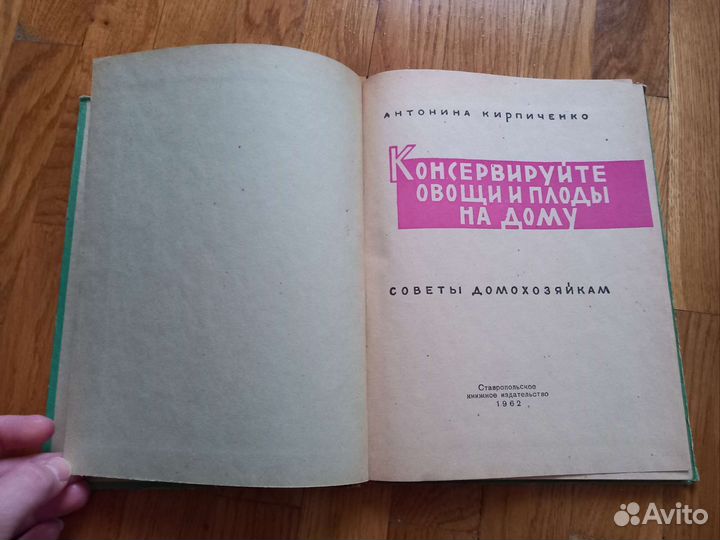 АНТОНИНА КИРПИЧЕНКО
КОНСЕРВИРУЙТЕ
ОВОЩИ И ПЛОДЫ
НА ДОМУ
СОВЕТЫ ДОМОХОЗЯЙКАМ
Ставропольское
книжное издательство
1962
Avito